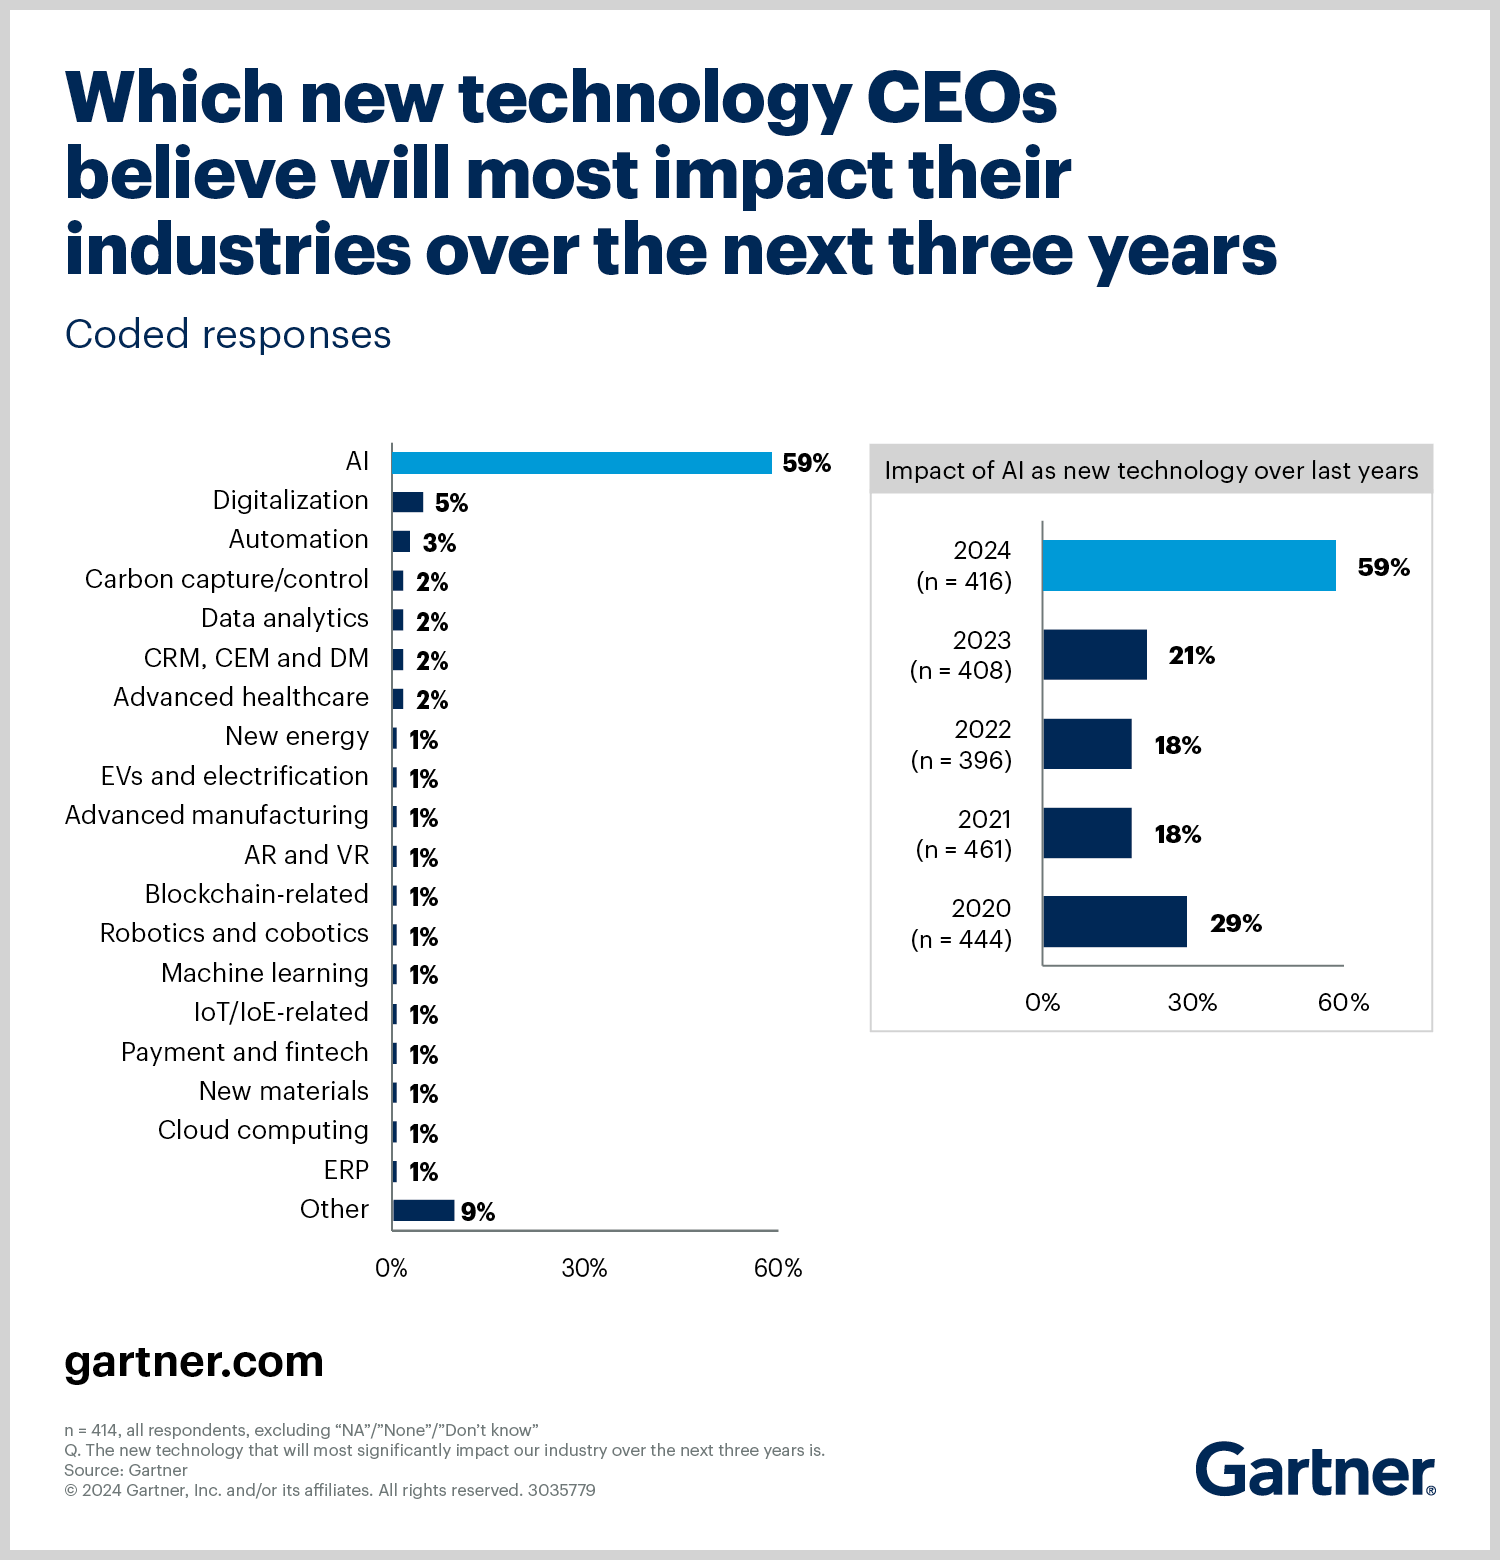 Which new technology CEOs
believe will most impact their
industries over the next three years
Coded responses
AI 59%
Digitalization 5%
Automation 3%
Carbon capture/control 2%
Data analytics 2%
CRM, CEM and DM 2%
Advanced healthcare 2%
New energy 1%
EVs and electrification 1%
Advanced manufacturing 1%
AR and VR 1%
Blockchain-related 1%
Robotics and cobotics 1%
Machine learning 1%
IoT/IoE-related 1%
Payment and fintech 1%
New materials 1%
Cloud computing 1%
ERP 1%
Other 9%
0% 30% 60%
Impact of AI as new technology over last years
2024
(n = 416) 59%
2023
(n = 408) 21%
2022
(n = 396) 18%
2021
(n = 461) 18%
2020
(n = 444) 29%
0% 30% 60%
gartner.com
n = 414, all respondents, excluding “NA”/”None”/”Don’t know”
Q. The new technology that will most significantly impact our industry over the next three years is.
Source: Gartner
© 2024 Gartner, Inc. and/or its affiliates. All rights reserved. 3035779
Gartner®